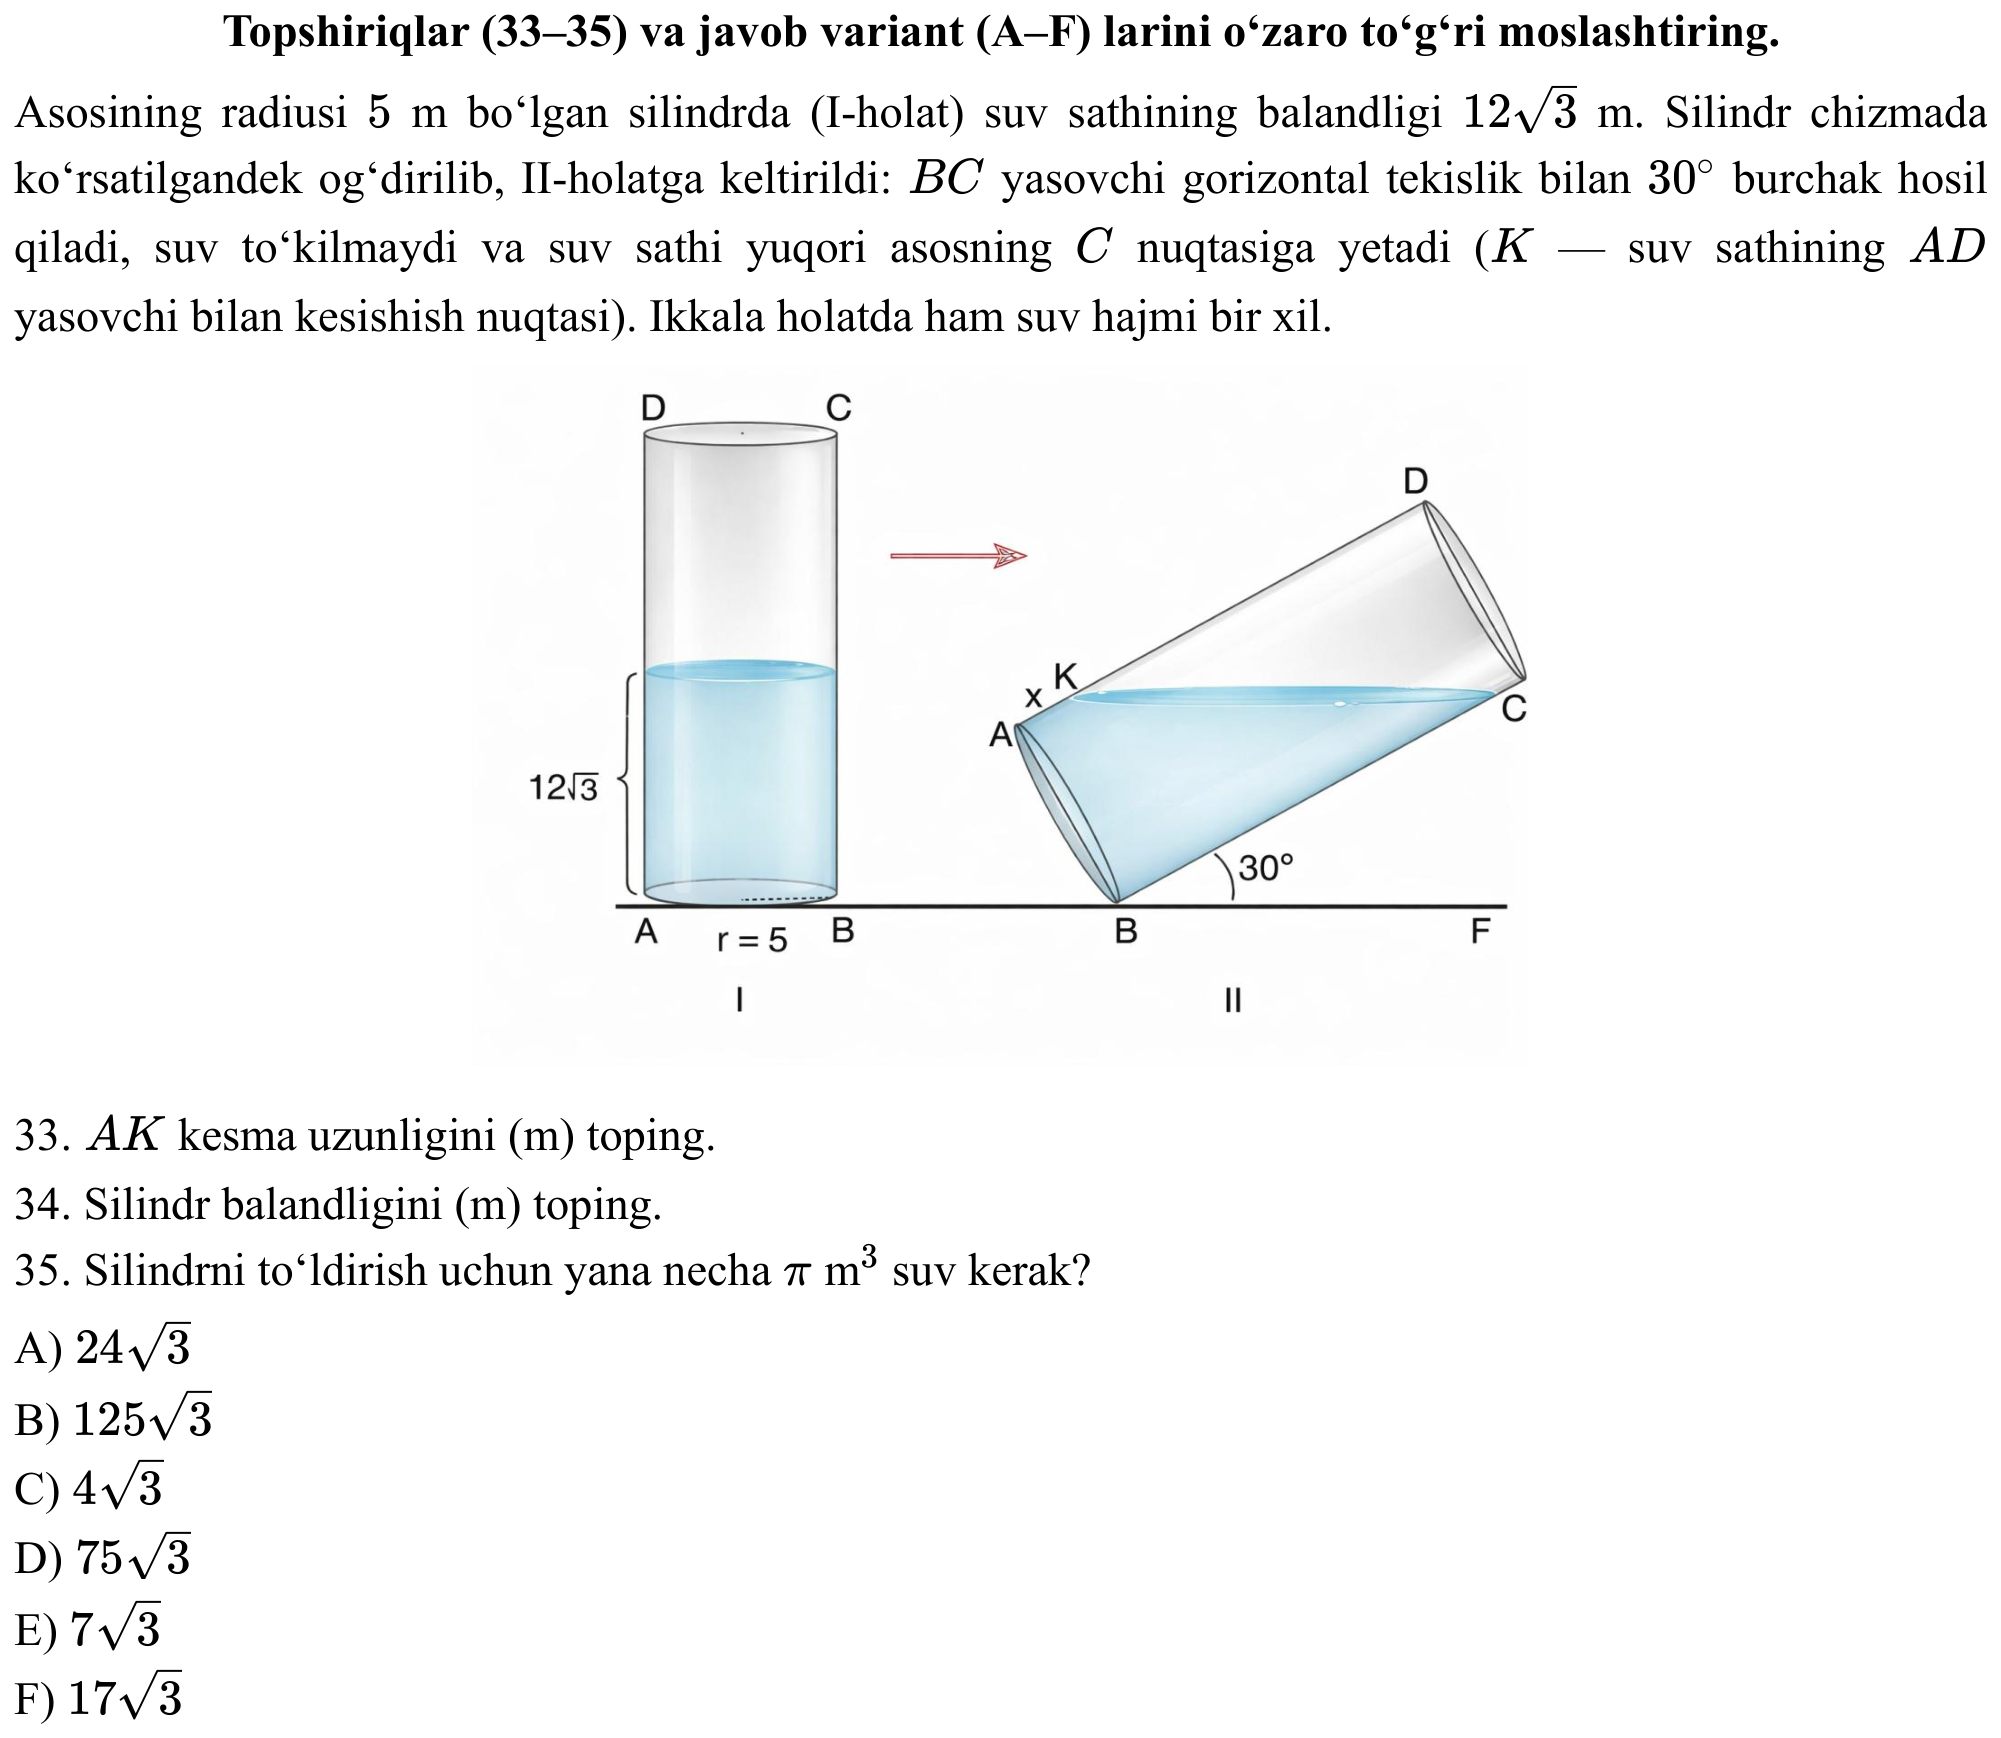 Topshiriqlar (33–35) va javob variant (A–F) larini o‘zaro to‘g‘ri moslashtiring.
Asosining radiusi 5 m bo‘lgan silindrda (I-holat) suv sathining balandligi 12√3 m. Silindr chizmada
ko‘rsatilgandek og‘dirilib, II-holatga keltirildi: BC yasovchi gorizontal tekislik bilan 30° burchak hosil
qiladi, suv to‘kilmaydi va suv sathi yuqori asosning C nuqtasiga yetadi (K — suv sathining AD
yasovchi bilan kesishish nuqtasi). Ikkala holatda ham suv hajmi bir xil.
D C
D
K
x
C
A
12√3
30°
A r = 5 B B F
I II
33. AK kesma uzunligini (m) toping.
34. Silindr balandligini (m) toping.
35. Silindrni to‘ldirish uchun yana necha π m³ suv kerak?
A) 24√3
B) 125√3
C) 4√3
D) 75√3
E) 7√3
F) 17√3